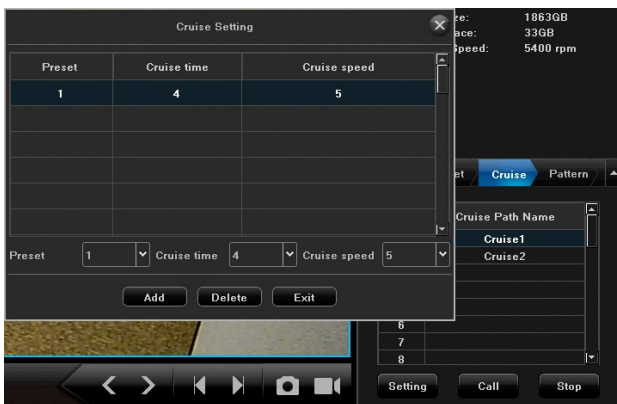 Cruise Setting
Preset Cruise time Cruise speed
1 4 5
Preset 1 Cruise time 4 Cruise speed 5
Add Delete Exit
ze: 1863GB
ace: 33GB
Speed: 5400 rpm
et Cruise Pattern
Cruise Path Name
Cruise1
Cruise2
6
7
8
Setting Call Stop